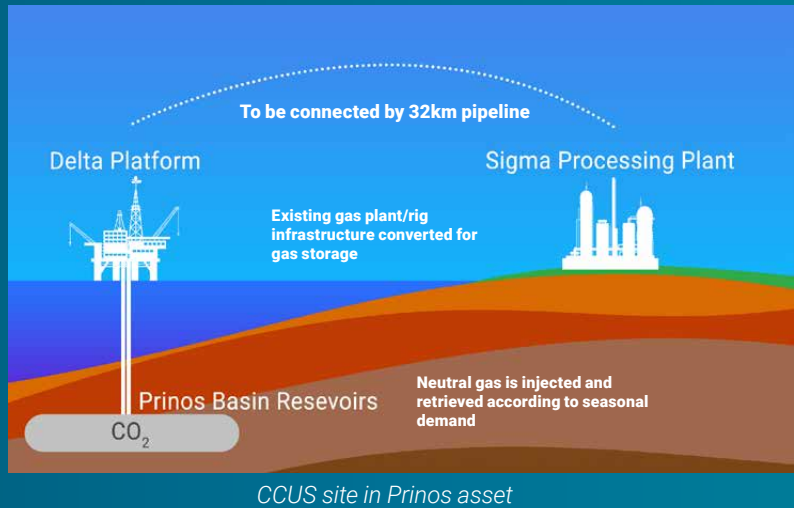 To be connected by 32km pipeline
Delta Platform
Sigma Processing Plant
Existing gas plant/rig
infrastructure converted for
gas storage
Neutral gas is injected and
retrieved according to seasonal
demand
Prinos Basin Resevoirs
CO₂
CCUS site in Prinos asset